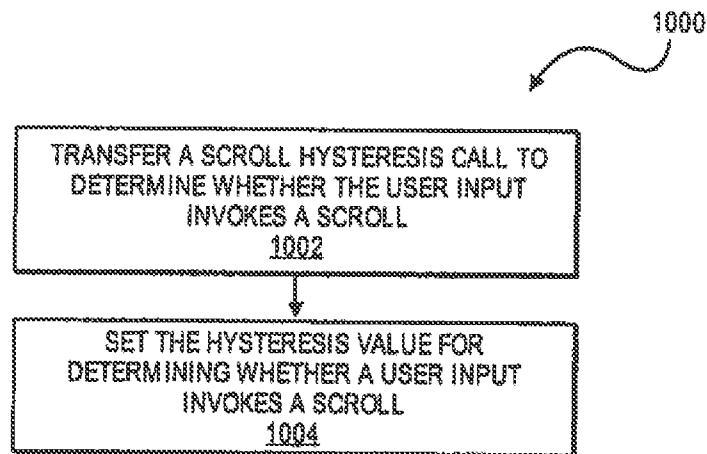 1000
TRANSFER A SCROLL HYSTERESIS CALL TO
DETERMINE WHETHER THE USER INPUT
INVOKES A SCROLL
1002
SET THE HYSTERESIS VALUE FOR
DETERMINING WHETHER A USER INPUT
INVOKES A SCROLL
1004